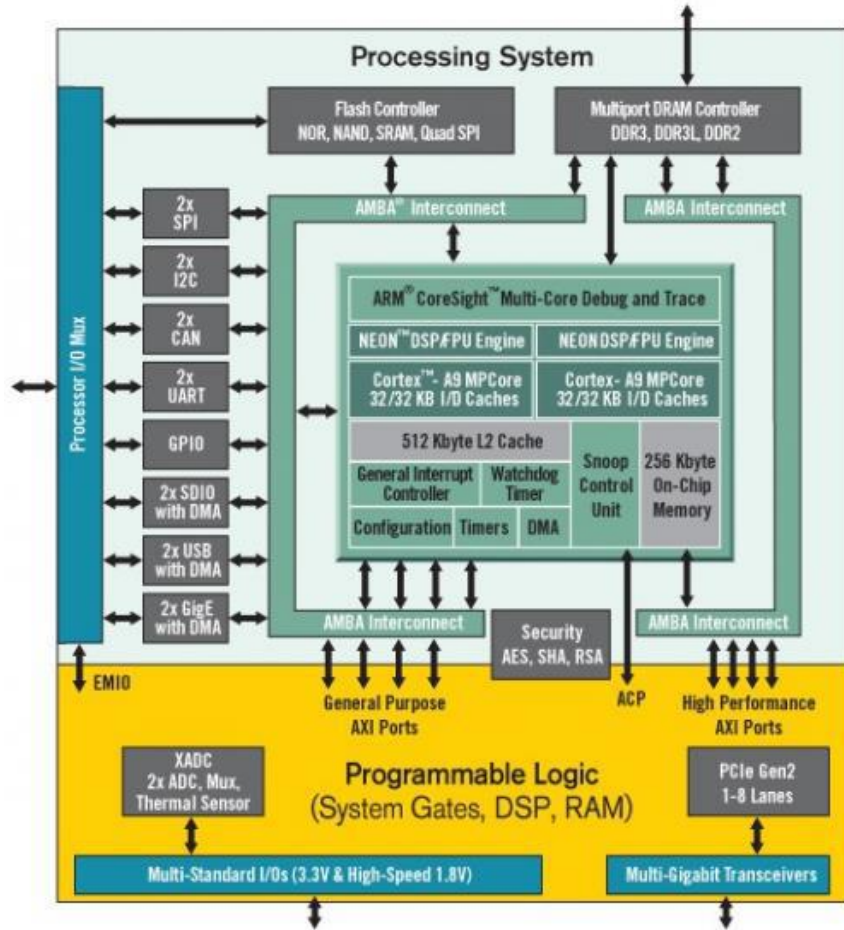 Processing System
Flash Controller
NOR, NAND, SRAM, Quad SPI
Multiport DRAM Controller
DDR3, DDR3L, DDR2
Processor I/O Mux
2x
SPI
2x
I2C
2x
CAN
2x
UART
GPIO
2x SDIO
with DMA
2x USB
with DMA
2x GigE
with DMA
AMBA® Interconnect
AMBA Interconnect
ARM® CoreSight™ Multi-Core Debug and Trace
NEON™ DSP/FPU Engine
NEON DSP/FPU Engine
Cortex™- A9 MPCore
32/32 KB I/D Caches
Cortex- A9 MPCore
32/32 KB I/D Caches
512 Kbyte L2 Cache
General Interrupt
Controller
Watchdog
Timer
Configuration
Timers
DMA
Snoop
Control
Unit
256 Kbyte
On-Chip
Memory
AMBA Interconnect
Security
AES, SHA, RSA
AMBA Interconnect
EMIO
General Purpose
AXI Ports
ACP
High Performance
AXI Ports
XADC
2x ADC, Mux,
Thermal Sensor
Programmable Logic
(System Gates, DSP, RAM)
PCIe Gen2
1-8 Lanes
Multi-Standard I/Os (3.3V & High-Speed 1.8V)
Multi-Gigabit Transceivers